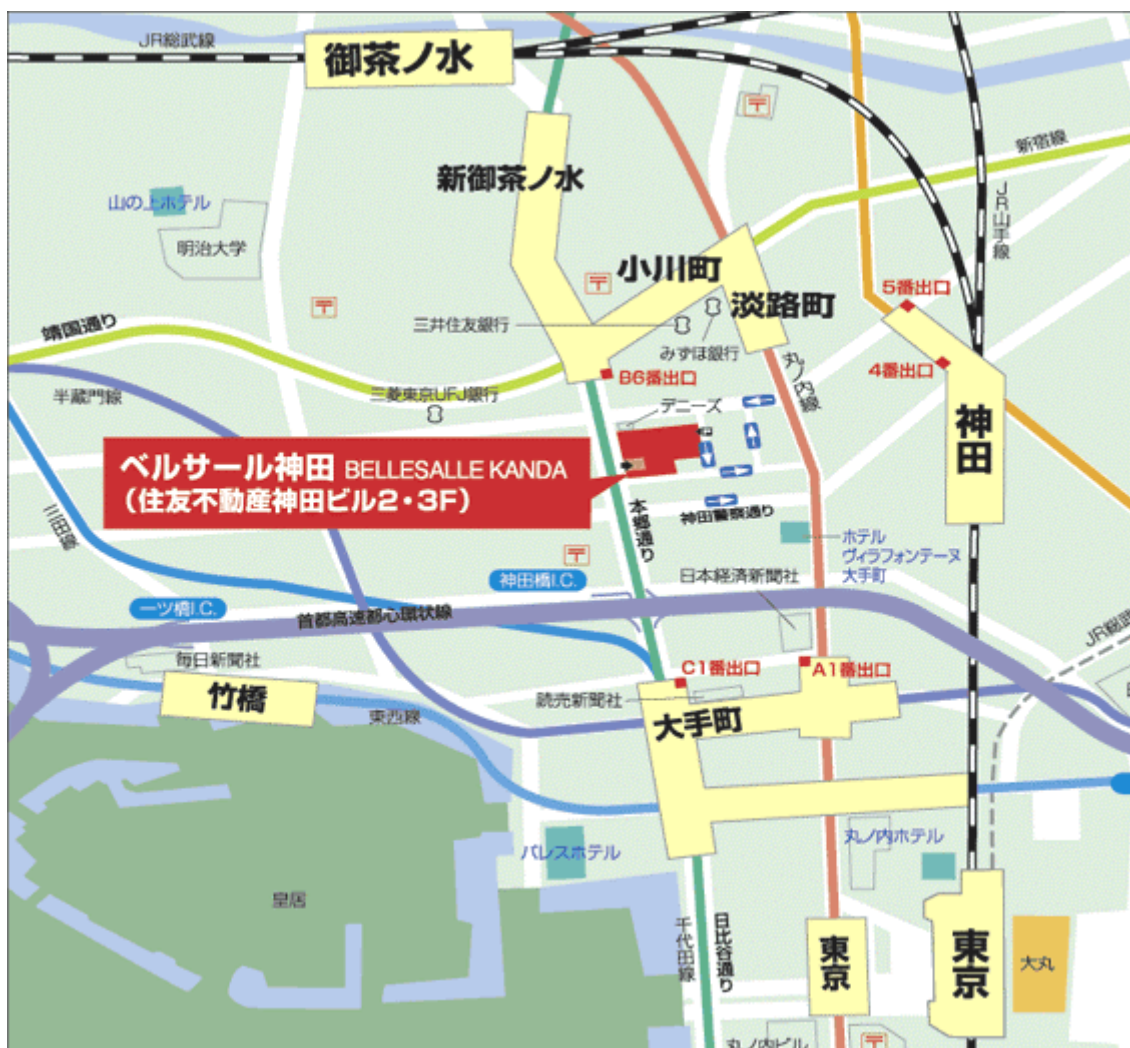 JR総武線
御茶ノ水
新御茶ノ水
新宿線
JR山手線
山の上ホテル
明治大学
小川町
淡路町
5番出口
靖国通り
三井住友銀行
みずほ銀行
丸ノ内線
4番出口
B6番出口
半蔵門線
三菱東京UFJ銀行
デニーズ
神田
ベルサール神田 BELLESALLE KANDA
(住友不動産神田ビル2・3F)
本郷通り
神田警察通り
ホテル
ヴィラフォンテーヌ
大手町
日本経済新聞社
神田橋I.C.
一ツ橋I.C.
首都高速都心環状線
JR総武
毎日新聞社
C1番出口
A1番出口
竹橋
東西線
読売新聞社
大手町
パレスホテル
丸ノ内ホテル
皇居
千代田線
日比谷通り
東京
東京
大丸
丸ノ内ビル